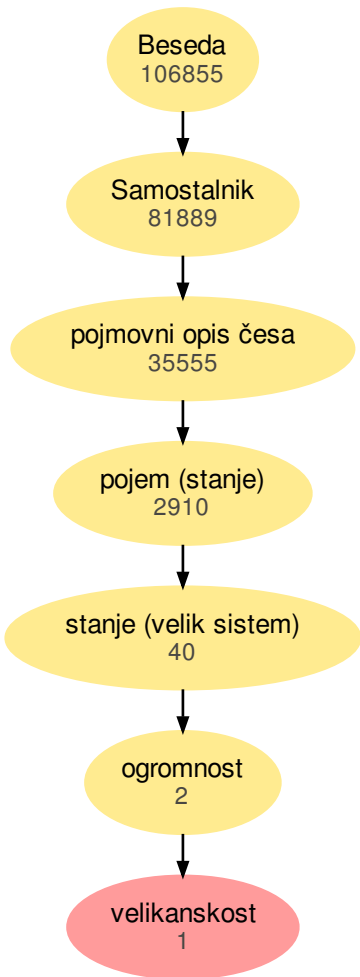 Beseda
106855
Samostalnik
81889
pojmovni opis česa
35555
pojem (stanje)
2910
stanje (velik sistem)
40
ogromnost
2
velikanskost
1